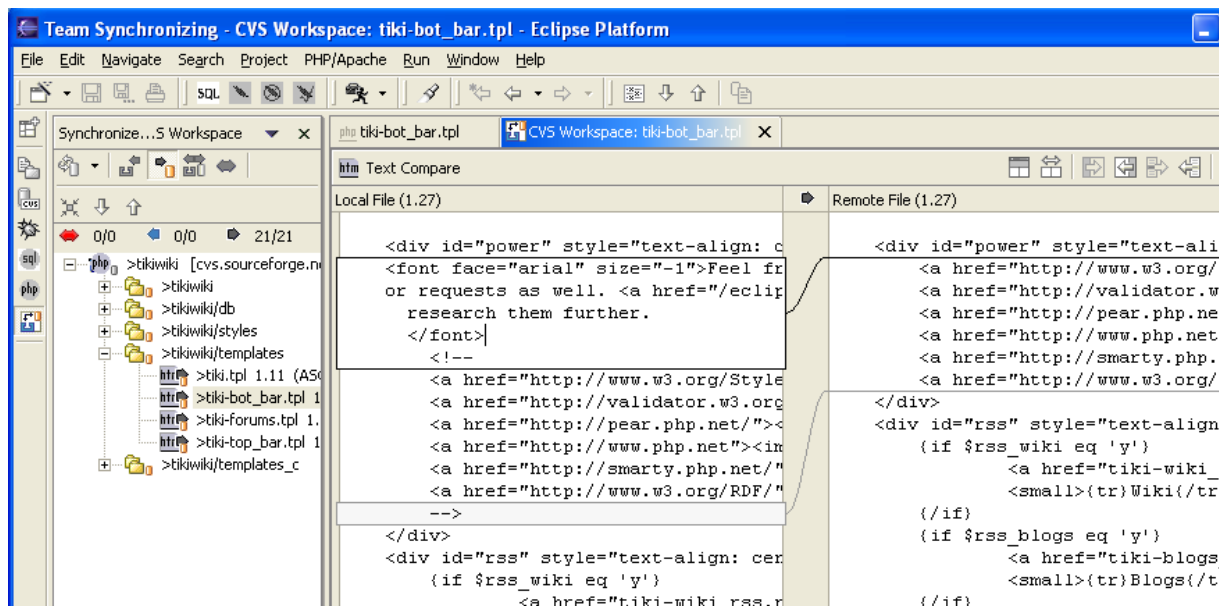 Team Synchronizing - CVS Workspace: tiki-bot_bar.tpl - Eclipse Platform
File Edit Navigate Search Project PHP/Apache Run Window Help
SQL
Synchronize...S Workspace
php tiki-bot_bar.tpl
CVS Workspace: tiki-bot_bar.tpl
htm Text Compare
cvs
sql
php
0/0 0/0 21/21
>tikiwiki [cvs.sourceforge.n
>tikiwiki
>tikiwiki/db
>tikiwiki/styles
>tikiwiki/templates
>tiki.tpl 1.11 (AS
>tiki-bot_bar.tpl 1
>tiki-forums.tpl 1.
>tiki-top_bar.tpl 1
>tikiwiki/templates_c
Local File (1.27)
<div id="power" style="text-align: c
<font face="arial" size="-1">Feel fr
or requests as well. <a href="/eclip
research them further.
</font>
<!--
<a href="http://www.w3.org/Style
<a href="http://validator.w3.org
<a href="http://pear.php.net/"><
<a href="http://www.php.net"><im
<a href="http://smarty.php.net/"
<a href="http://www.w3.org/RDF/"
-->
</div>
<div id="rss" style="text-align: cen
{if $rss_wiki eq 'y'}
<a href="tiki-wiki_rss.p
Remote File (1.27)
<div id="power" style="text-ali
<a href="http://www.w3.org/
<a href="http://validator.w
<a href="http://pear.php.ne
<a href="http://www.php.net
<a href="http://smarty.php.
<a href="http://www.w3.org/
</div>
<div id="rss" style="text-align
{if $rss_wiki eq 'y'}
<a href="tiki-wiki_
<small>{tr}Wiki{/tr
{/if}
{if $rss_blogs eq 'y'}
<a href="tiki-blogs
<small>{tr}Blogs{/t
{/if}